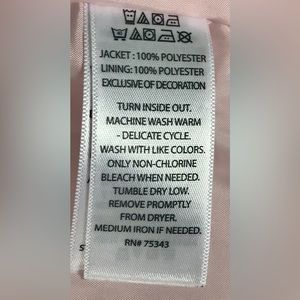 JACKET : 100% POLYESTER
LINING: 100% POLYESTER
EXCLUSIVE OF DECORATION
TURN INSIDE OUT.
MACHINE WASH WARM
- DELICATE CYCLE.
WASH WITH LIKE COLORS.
ONLY NON-CHLORINE
BLEACH WHEN NEEDED.
TUMBLE DRY LOW.
REMOVE PROMPTLY
FROM DRYER.
MEDIUM IRON IF NEEDED.
RN# 75343